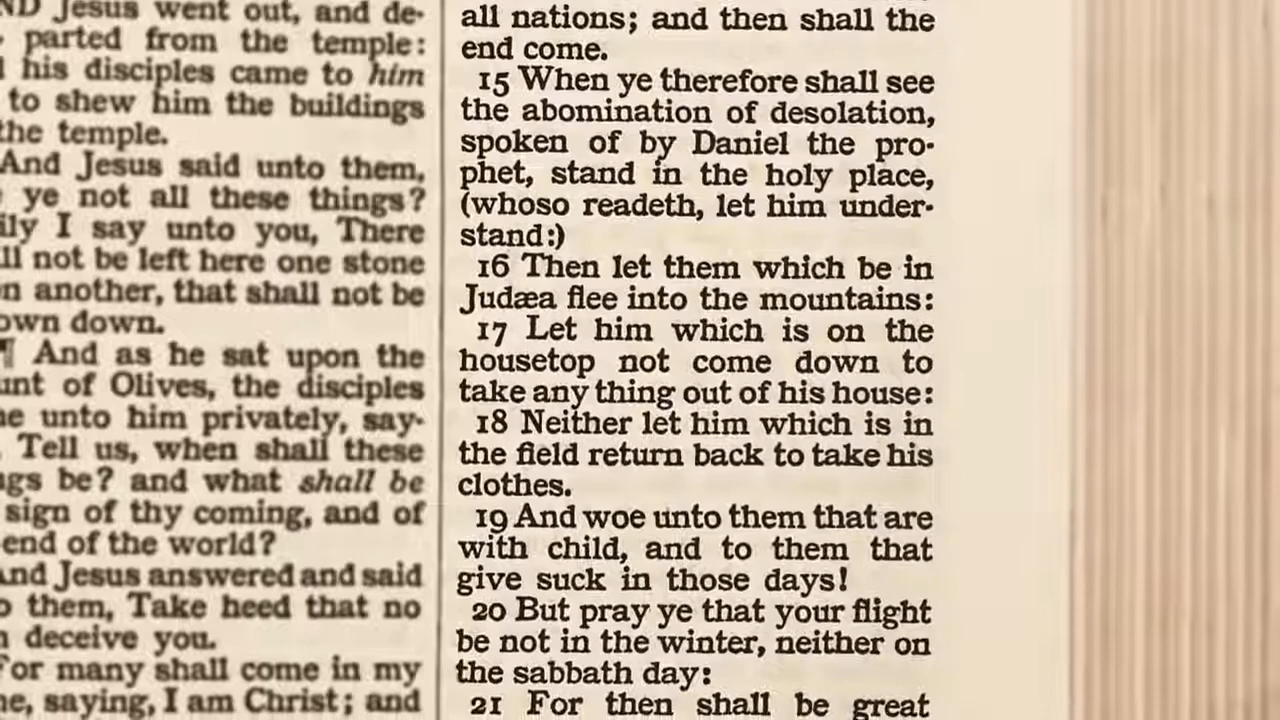 ND Jesus went out, and de-
parted from the temple:
his disciples came to him
to shew him the buildings
the temple.
And Jesus said unto them,
ye not all these things?
ily I say unto you, There
ll not be left here one stone
n another, that shall not be
own down.
¶ And as he sat upon the
unt of Olives, the disciples
me unto him privately, say-
Tell us, when shall these
ngs be? and what shall be
sign of thy coming, and of
end of the world?
And Jesus answered and said
o them, Take heed that no
n deceive you.
For many shall come in my
me, saying, I am Christ; and
all nations; and then shall the
end come.
15 When ye therefore shall see
the abomination of desolation,
spoken of by Daniel the pro-
phet, stand in the holy place,
(whoso readeth, let him under-
stand:)
16 Then let them which be in
Judæa flee into the mountains:
17 Let him which is on the
housetop not come down to
take any thing out of his house:
18 Neither let him which is in
the field return back to take his
clothes.
19 And woe unto them that are
with child, and to them that
give suck in those days!
20 But pray ye that your flight
be not in the winter, neither on
the sabbath day:
21 For then shall be great